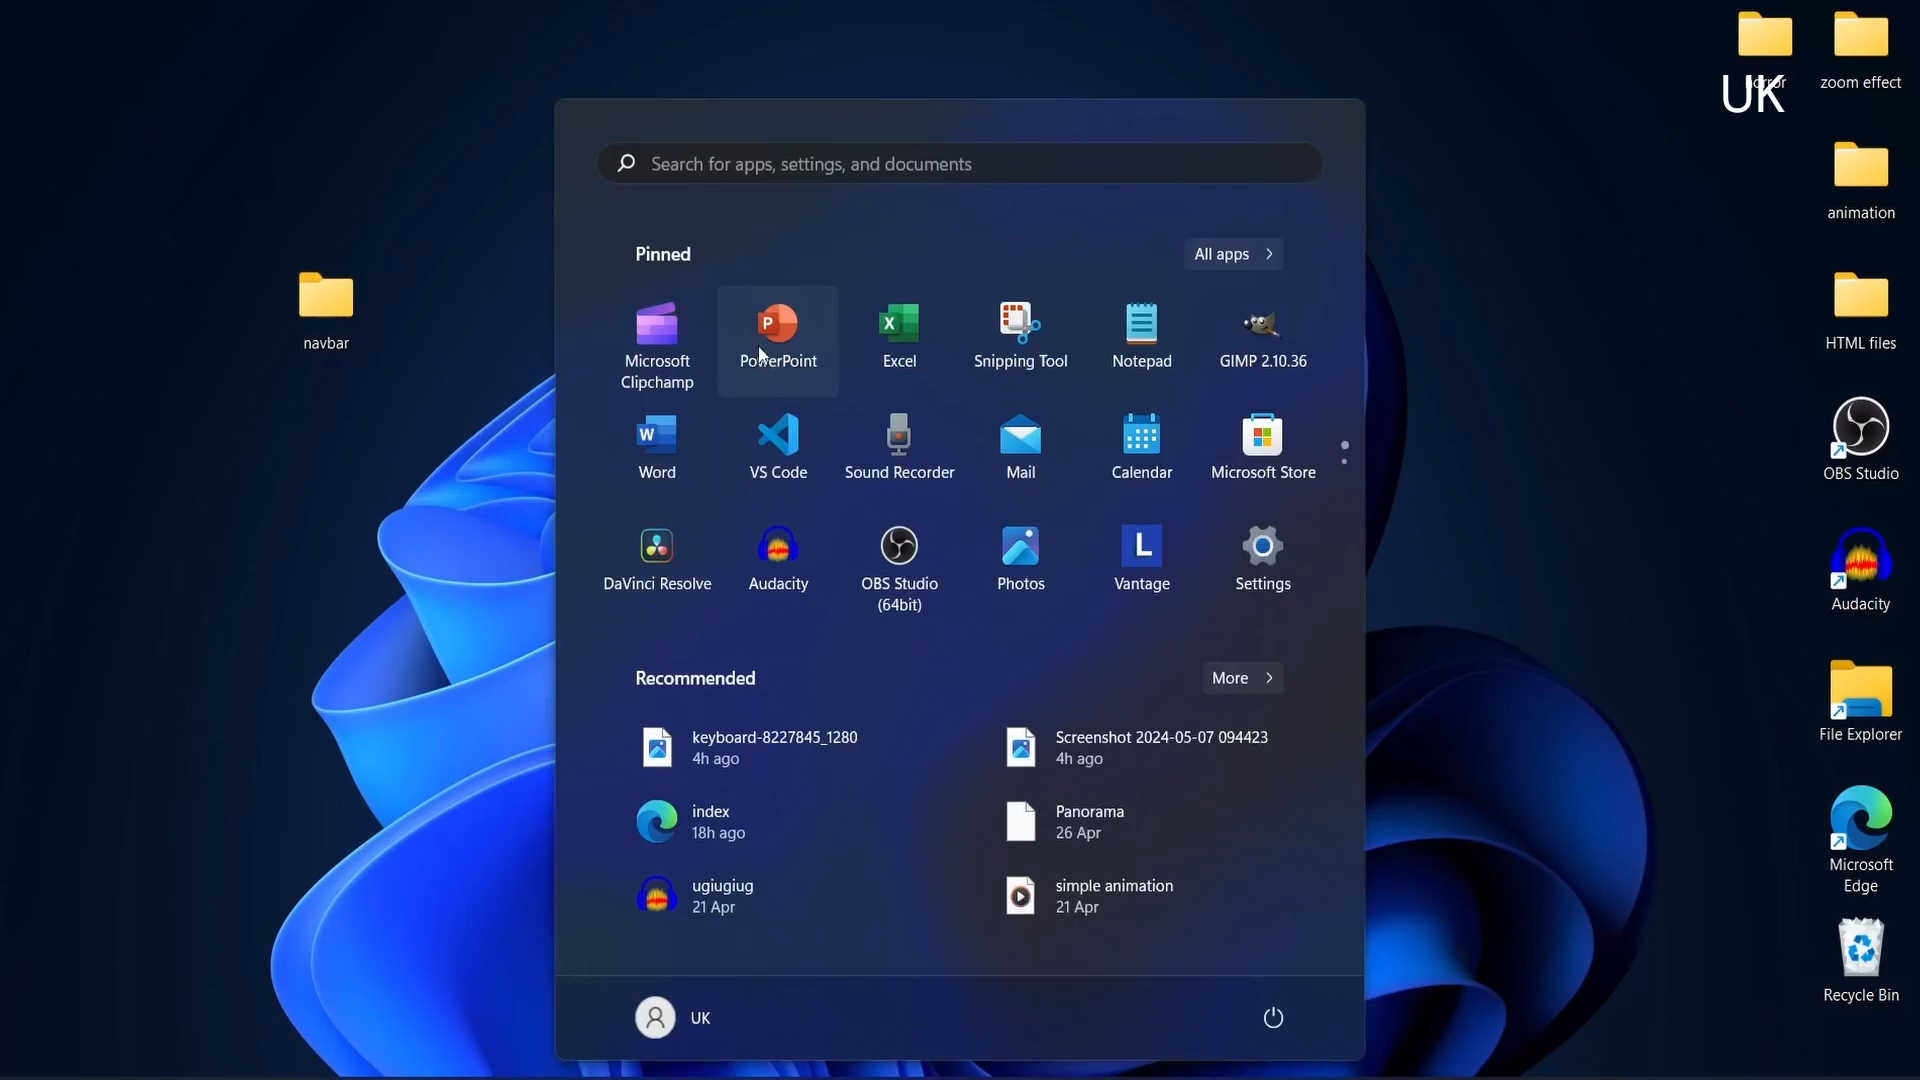 zoom effect
UK
animation
navbar
HTML files
OBS Studio
Audacity
File Explorer
Microsoft
Edge
Recycle Bin
Search for apps, settings, and documents
Pinned
All apps
Microsoft
Clipchamp
PowerPoint
Excel
Snipping Tool
Notepad
GIMP 2.10.36
Word
VS Code
Sound Recorder
Mail
Calendar
Microsoft Store
DaVinci Resolve
Audacity
OBS Studio
(64bit)
Photos
Vantage
Settings
Recommended
More
keyboard-8227845_1280
4h ago
Screenshot 2024-05-07 094423
4h ago
index
18h ago
Panorama
26 Apr
ugiugiug
21 Apr
simple animation
21 Apr
UK